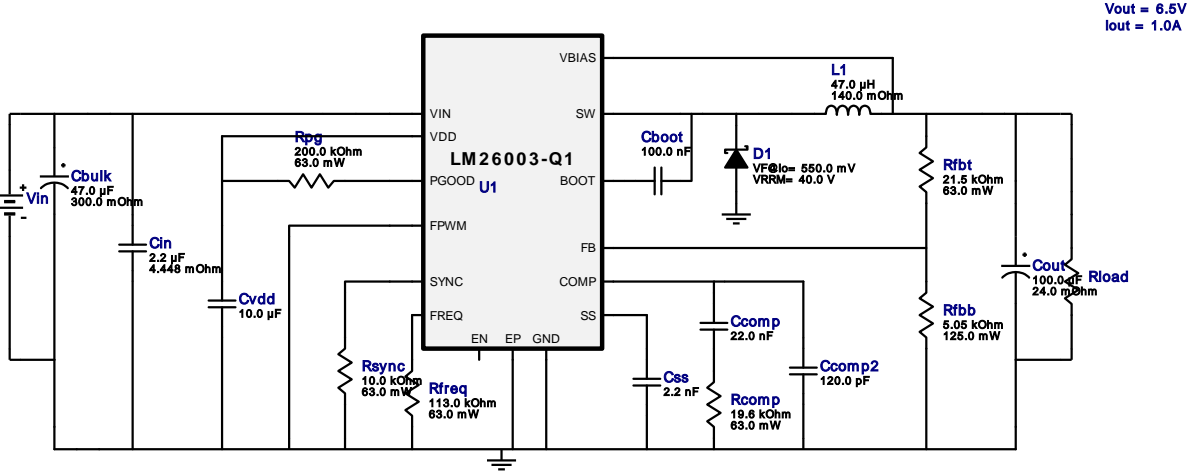 Vout = 6.5V
Iout = 1.0A
VBIAS
L1
47.0 µH
140.0 mOhm
VIN
SW
VDD
Rpg
200.0 kOhm
63.0 mW
LM26003-Q1
U1
Cboot
100.0 nF
D1
VF@Io= 550.0 mV
VRRM= 40.0 V
Rfbt
21.5 kOhm
63.0 mW
Cbulk
47.0 µF
300.0 mOhm
Vin
PGOOD
BOOT
FPWM
FB
Cin
2.2 µF
4.448 mOhm
Cout
100.0 µF
24.0 mOhm
Rload
SYNC
COMP
Cvdd
10.0 µF
FREQ
SS
Rfbb
5.05 kOhm
125.0 mW
EN
EP
GND
Ccomp
22.0 nF
Rsync
10.0 kOhm
63.0 mW
Rfreq
113.0 kOhm
63.0 mW
Css
2.2 nF
Ccomp2
120.0 pF
Rcomp
19.6 kOhm
63.0 mW